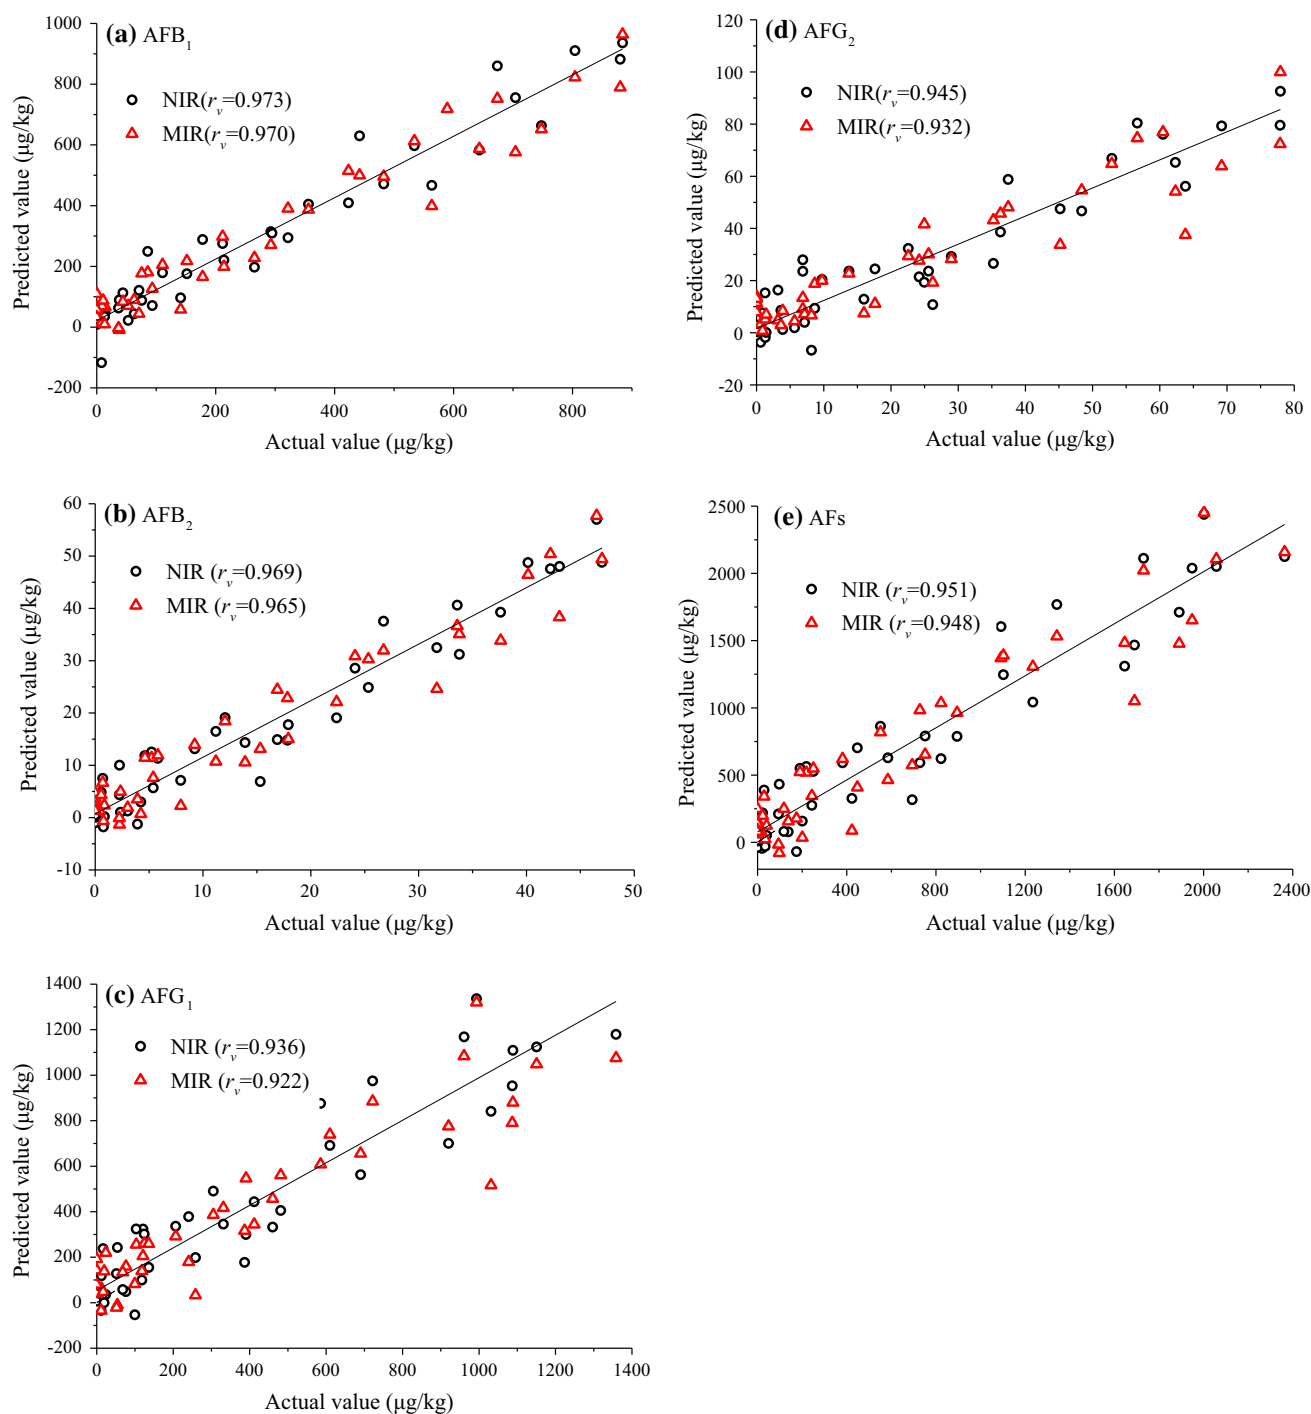 (a) AFB₁
NIR(rᵥ=0.973)
MIR(rᵥ=0.970)
1000
800
600
400
200
0
-200
0 200 400 600 800
Predicted value (μg/kg)
Actual value (μg/kg)
(d) AFG₂
NIR(rᵥ=0.945)
MIR(rᵥ=0.932)
120
100
80
60
40
20
0
-20
0 10 20 30 40 50 60 70 80
Predicted value (μg/kg)
Actual value (μg/kg)
(b) AFB₂
NIR (rᵥ=0.969)
MIR (rᵥ=0.965)
60
50
40
30
20
10
0
-10
0 10 20 30 40 50
Predicted value (μg/kg)
Actual value (μg/kg)
(e) AFs
NIR (rᵥ=0.951)
MIR (rᵥ=0.948)
2500
2000
1500
1000
500
0
0 400 800 1200 1600 2000 2400
Predicted value (μg/kg)
Actual value (μg/kg)
(c) AFG₁
NIR (rᵥ=0.936)
MIR (rᵥ=0.922)
1400
1200
1000
800
600
400
200
0
-200
0 200 400 600 800 1000 1200 1400
Predicted value (μg/kg)
Actual value (μg/kg)